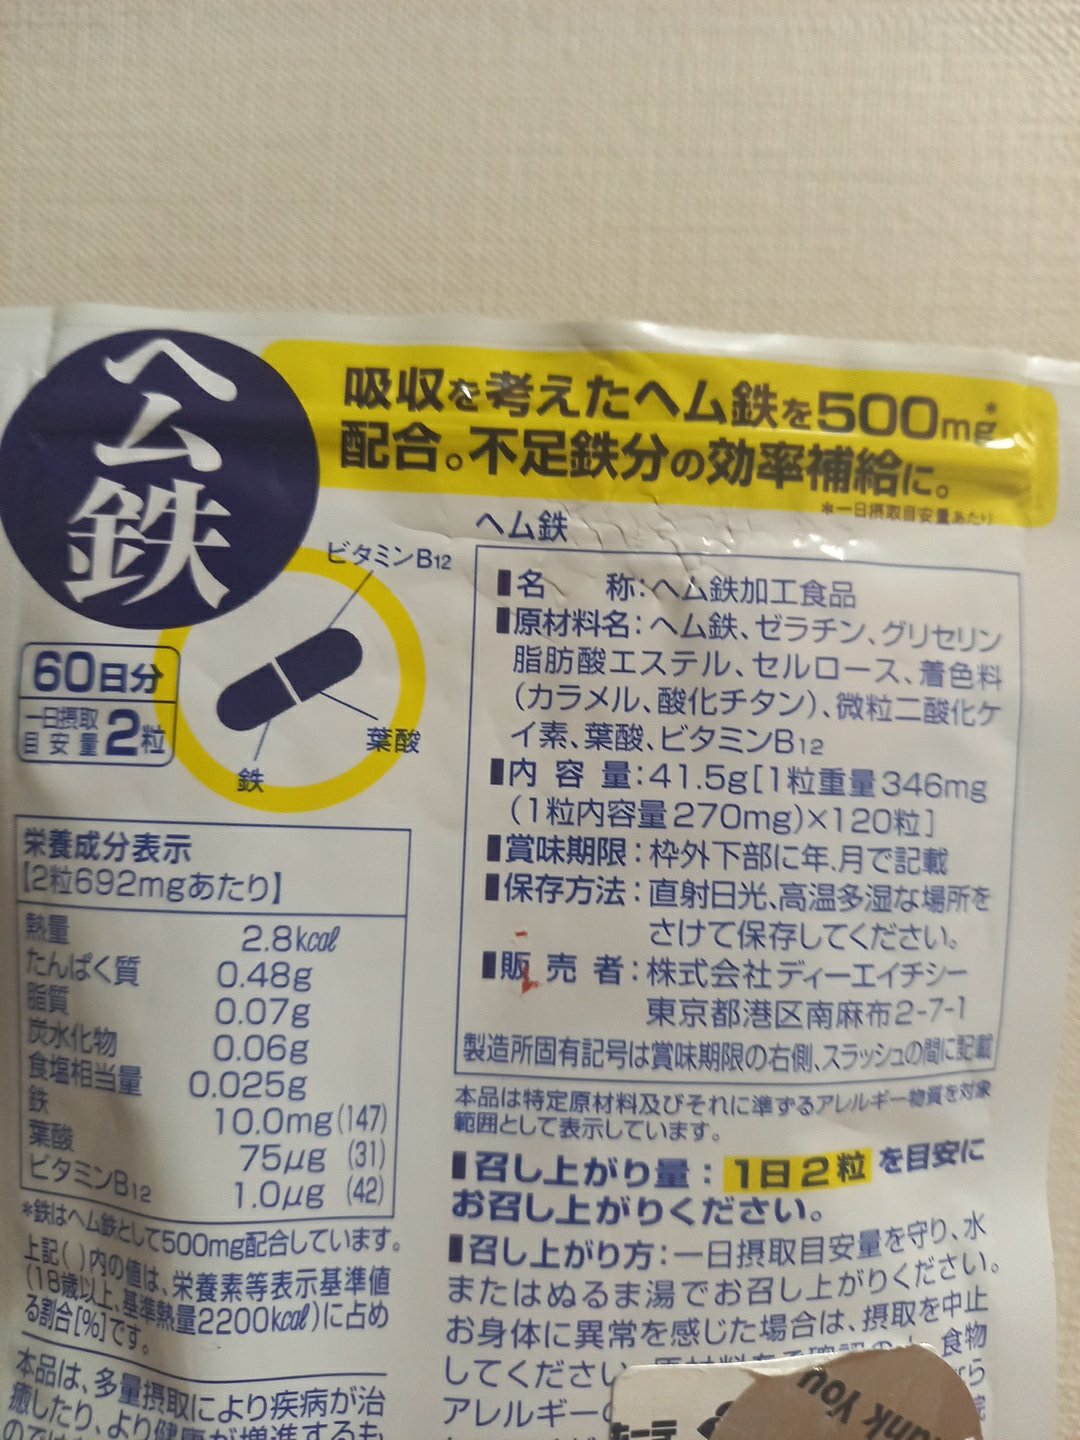 ヘム鉄
吸収を考えたヘム鉄を500mg*
配合。不足鉄分の効率補給に。
*一日摂取目安量あたり
ビタミンB12
葉酸
鉄
60日分
一日摂取
目安量2粒
栄養成分表示
[2粒692mgあたり]
熱量 2.8kcal
たんぱく質 0.48g
脂質 0.07g
炭水化物 0.06g
食塩相当量 0.025g
鉄 10.0mg(147)
葉酸 75μg (31)
ビタミンB12 1.0μg (42)
*鉄はヘム鉄として500mg配合しています。
上記( )内の値は、栄養素等表示基準値
(18歳以上、基準熱量2200kcal)に占め
る割合[%]です。
本品は、多量摂取により疾病が治
癒したり、より健康が増進するも
ヘム鉄
名 称:ヘム鉄加工食品
原材料名:ヘム鉄、ゼラチン、グリセリン
脂肪酸エステル、セルロース、着色料
(カラメル、酸化チタン)、微粒二酸化ケ
イ素、葉酸、ビタミンB12
内容量:41.5g[1粒重量346mg
(1粒内容量270mg)×120粒]
賞味期限:枠外下部に年.月で記載
保存方法:直射日光、高温多湿な場所を
さけて保存してください。
販売者:株式会社ディーエイチシー
東京都港区南麻布2-7-1
製造所固有記号は賞味期限の右側、スラッシュの間に記載
本品は特定原材料及びそれに準ずるアレルギー物質を対象
範囲として表示しています。
召し上がり量:1日2粒を目安に
お召し上がりください。
召し上がり方:一日摂取目安量を守り、水
またはぬるま湯でお召し上がりください。
お身体に異常を感じた場合は、摂取を中止
してください 食物
アレルギー
Thank You